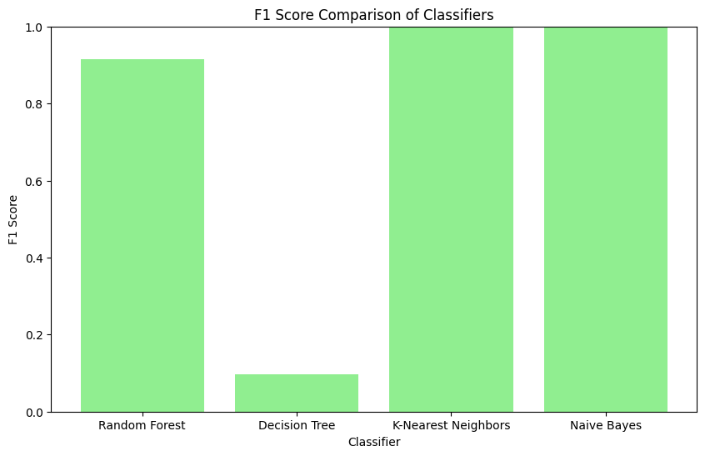 F1 Score Comparison of Classifiers
F1 Score
1.0
0.8
0.6
0.4
0.2
0.0
Random Forest Decision Tree K-Nearest Neighbors Naive Bayes
Classifier